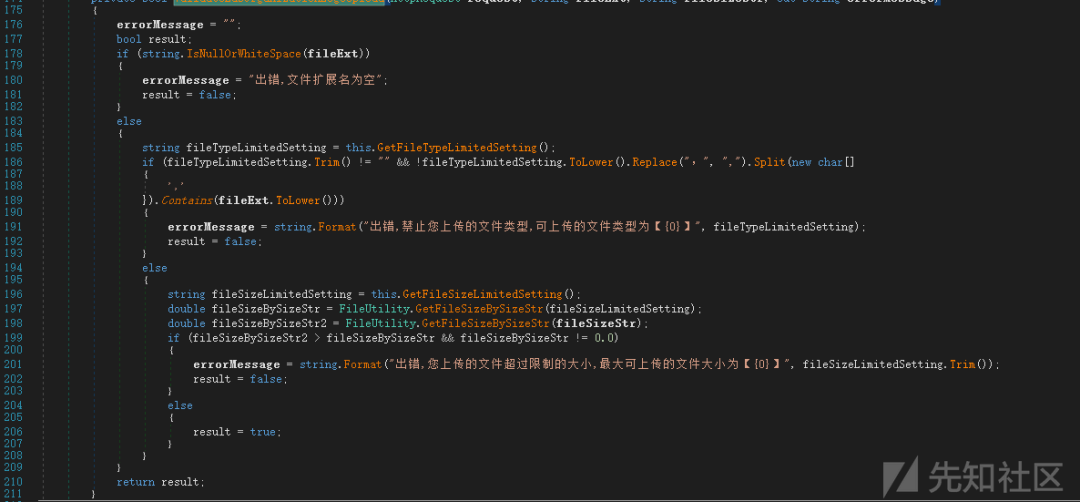 175 private bool (HttpRequest request, string fileExt, string fileSizeStr, out string errorMessage)
176 {
177 errorMessage = "";
178 bool result;
179 if (string.IsNullOrWhiteSpace(fileExt))
180 {
181 errorMessage = "出错,文件扩展名为空";
182 result = false;
183 }
184 else
185 {
186 string fileTypeLimitedSetting = this.GetFileTypeLimitedSetting();
187 if (fileTypeLimitedSetting.Trim() != "" && !fileTypeLimitedSetting.ToLower().Replace(",", ",").Split(new char[]
188 {
189 ','
190 }).Contains(fileExt.ToLower()))
191 {
192 errorMessage = string.Format("出错,禁止您上传的文件类型,可上传的文件类型为【{0}】", fileTypeLimitedSetting);
193 result = false;
194 }
195 else
196 {
197 string fileSizeLimitedSetting = this.GetFileSizeLimitedSetting();
198 double fileSizeBySizeStr = FileUtility.GetFileSizeBySizeStr(fileSizeLimitedSetting);
199 double fileSizeBySizeStr2 = FileUtility.GetFileSizeBySizeStr(fileSizeStr);
200 if (fileSizeBySizeStr2 > fileSizeBySizeStr && fileSizeBySizeStr != 0.0)
201 {
202 errorMessage = string.Format("出错,您上传的文件超过限制的大小,最大可上传的文件大小为【{0}】", fileSizeLimitedSetting.Trim());
203 result = false;
204 }
205 else
206 {
207 result = true;
208 }
209 }
210 }
211 return result;
}
先知社区